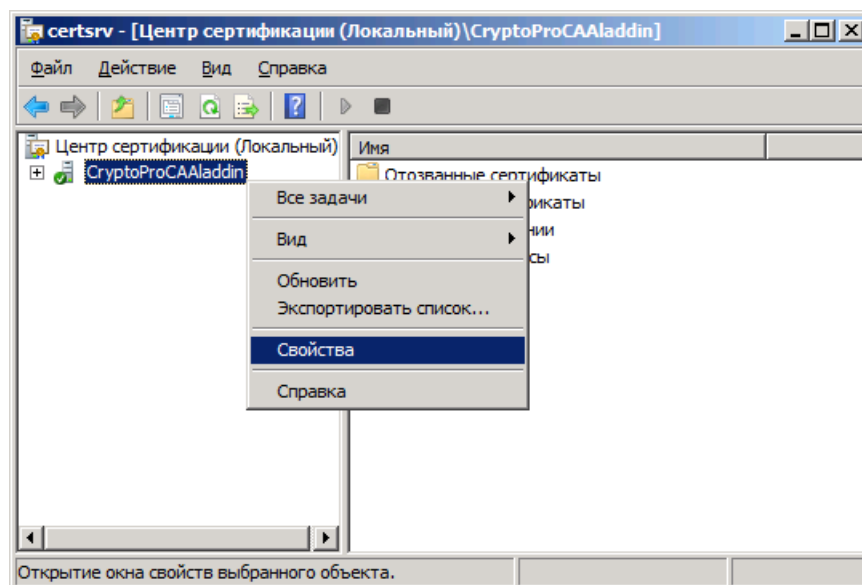 certsrv - [Центр сертификации (Локальный)\CryptoProCAAladdin]
Файл Действие Вид Справка
Центр сертификации (Локальный)
CryptoProCAAladdin
Имя
Отозванные сертификаты
Все задачи
Вид
Обновить
Экспортировать список...
Свойства
Справка
Открытие окна свойств выбранного объекта.